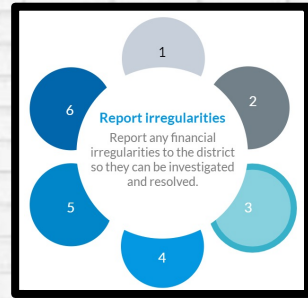 1
2
3
4
5
6
Report irregularities
Report any financial
irregularities to the district
so they can be investigated
and resolved.